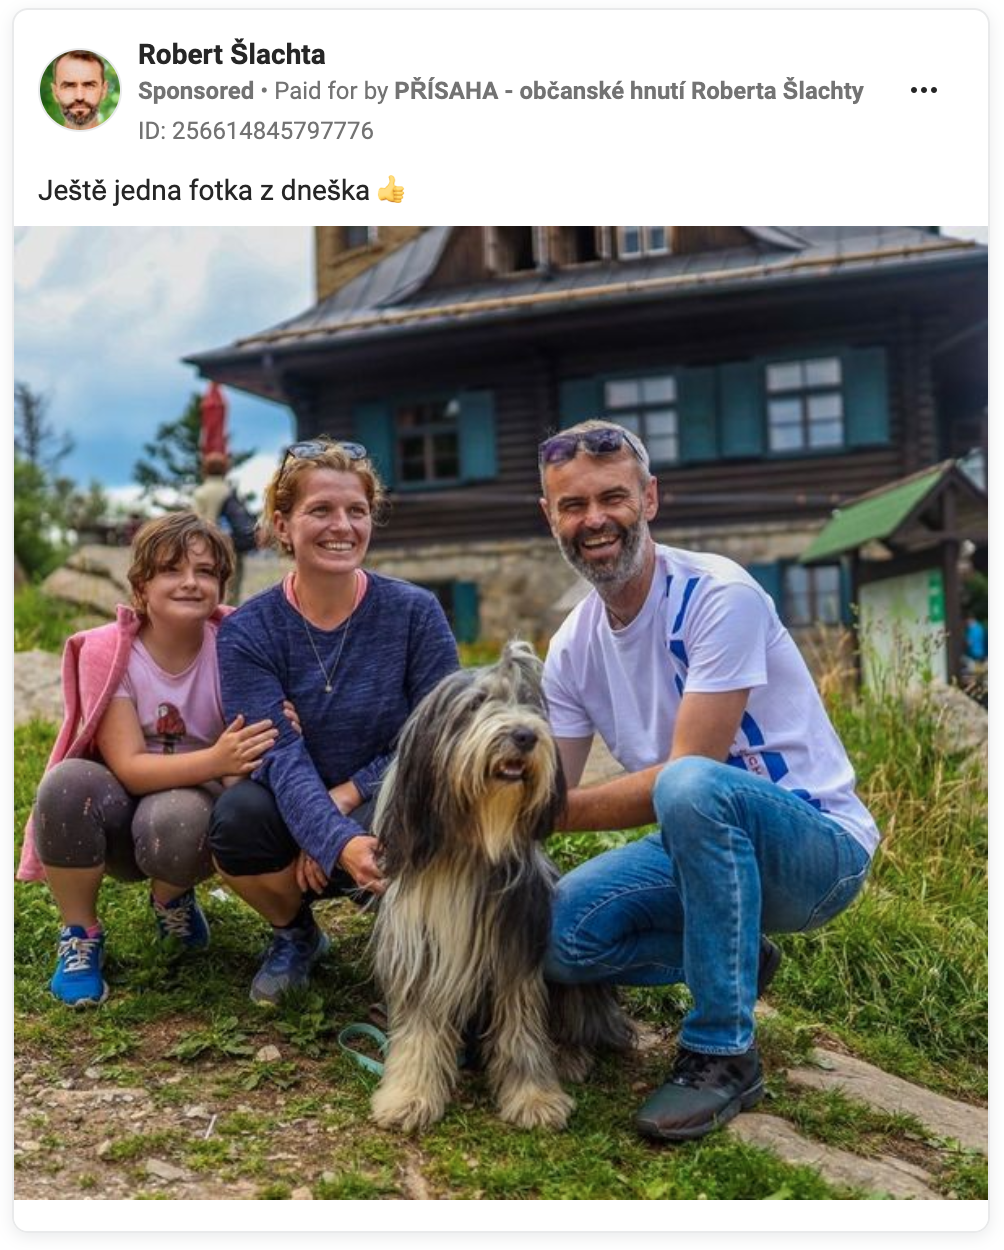 Robert Šlachta
Sponsored • Paid for by PŘÍSAHA - občanské hnutí Roberta Šlachty
ID: 256614845797776
Ještě jedna fotka z dneška 👍